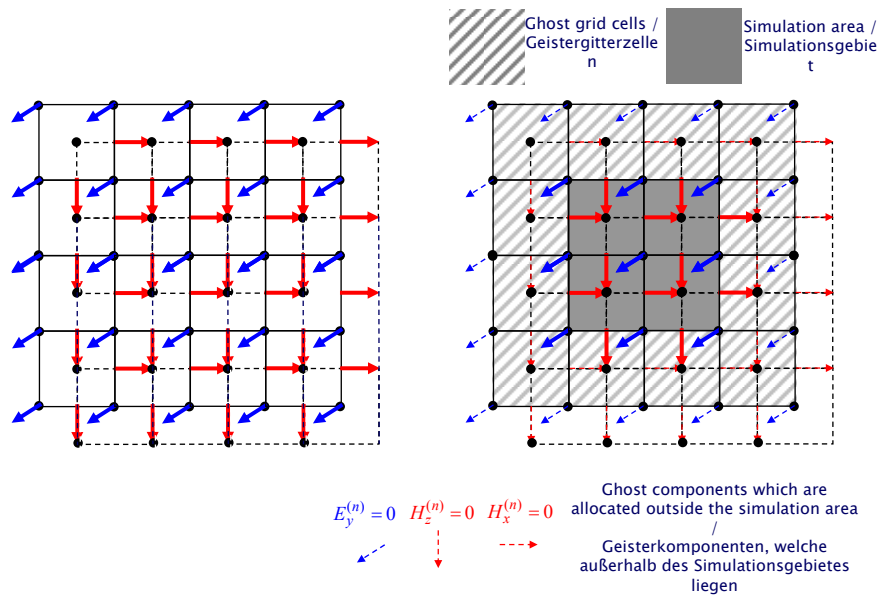 Ghost grid cells /
Geistergitterzelle
n
Simulation area /
Simulationsgebie
t
E_y^{(n)} = 0 H_z^{(n)} = 0 H_x^{(n)} = 0
Ghost components which are
allocated outside the simulation area
/
Geisterkomponenten, welche
außerhalb des Simulationsgebietes
liegen